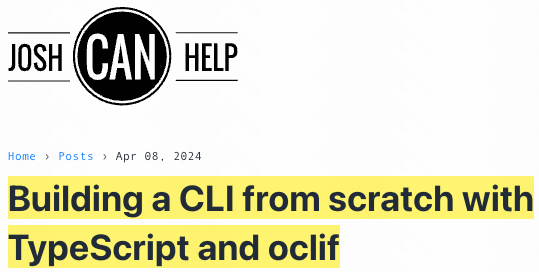 JOSH CAN HELP
Home › Posts › Apr 08, 2024
Building a CLI from scratch with
TypeScript and oclif